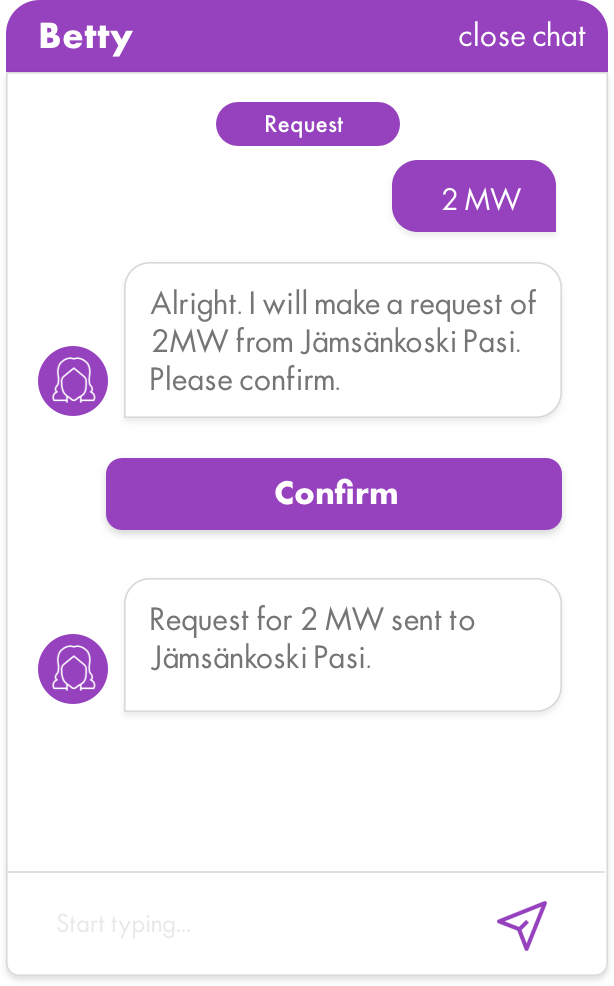 Betty
close chat
Request
2 MW
Alright. I will make a request of
2MW from Jämsänkoski Pasi.
Please confirm.
Confirm
Request for 2 MW sent to
Jämsänkoski Pasi.
Start typing...